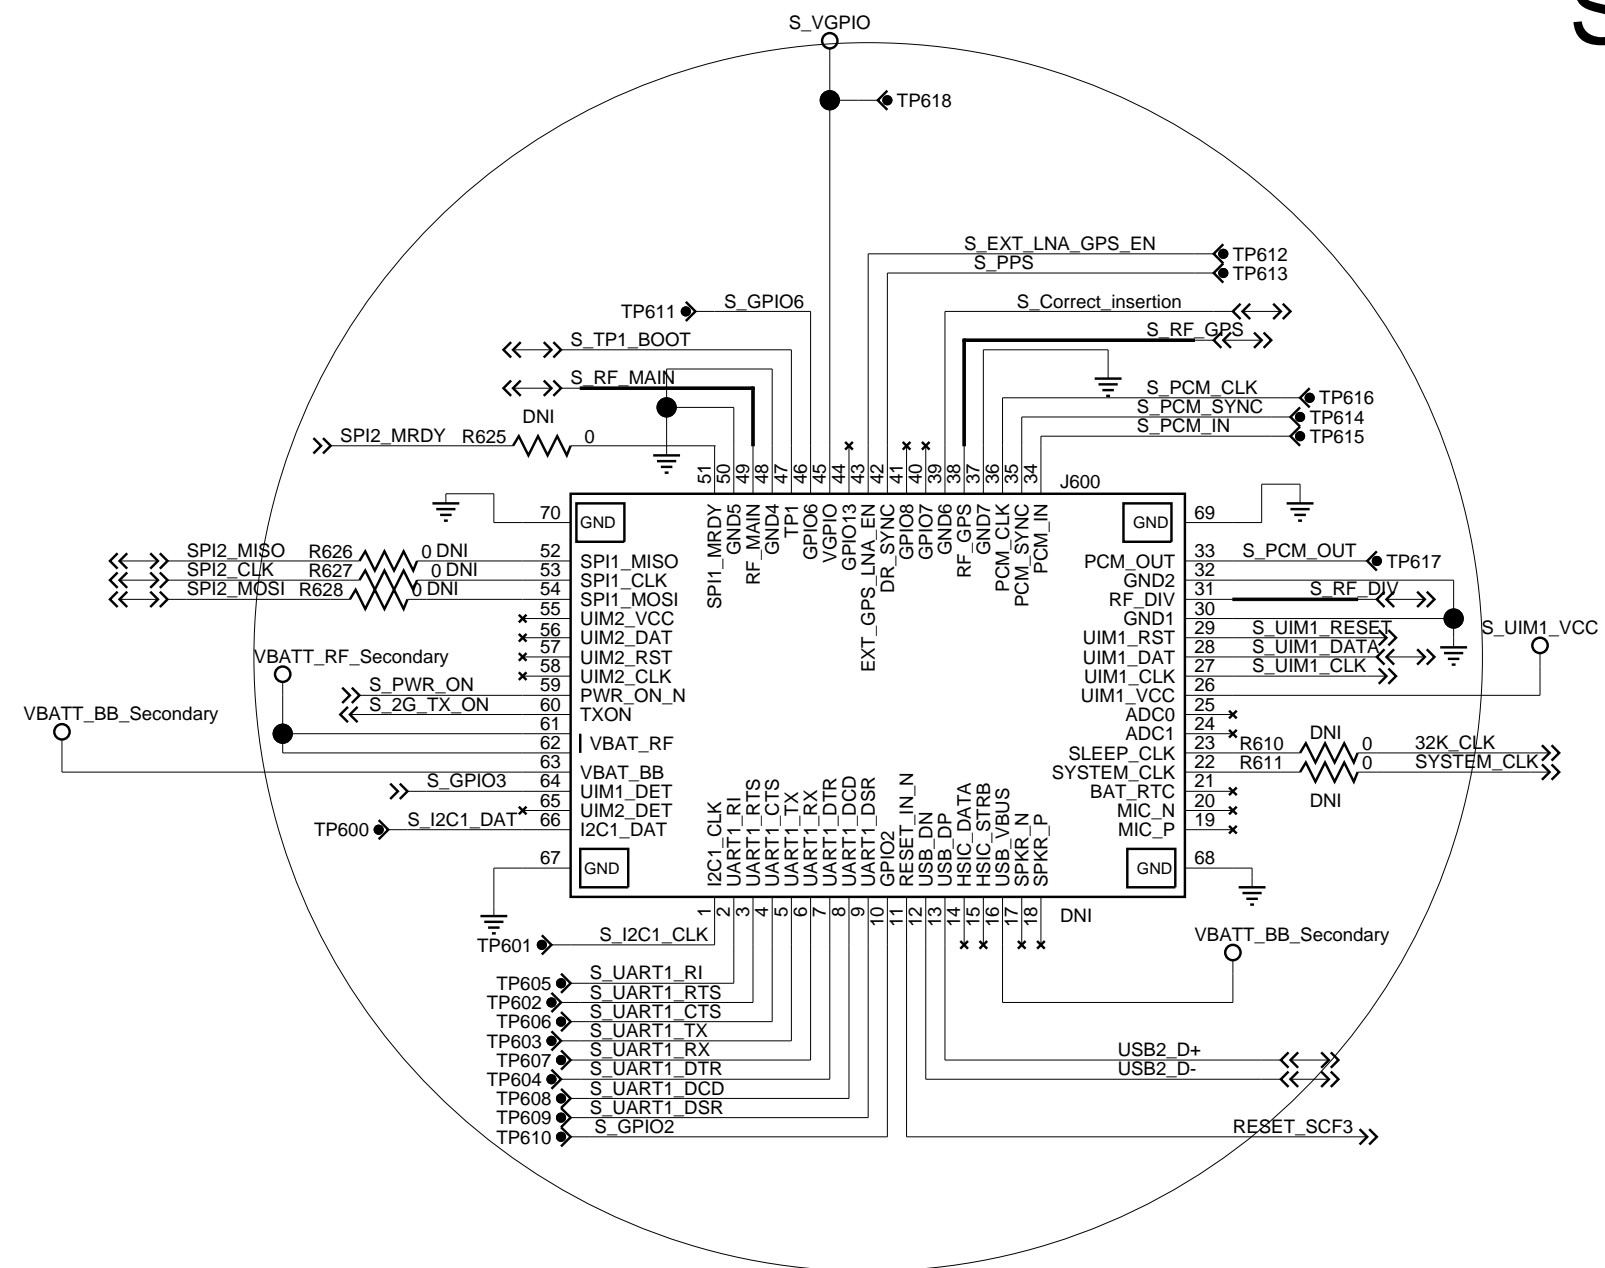 S
S_VGPIO
TP618
S_EXT_LNA_GPS_EN
TP612
S_PPS
TP613
TP611
S_GPIO6
S_Correct_insertion
S_RF_GPS
S_TP1_BOOT
S_RF_MAIN
S_PCM_CLK
TP616
S_PCM_SYNC
TP614
S_PCM_IN
TP615
DNI
SPI2_MRDY R625 0
51 50 49 48 47 46 45 44 43 42 41 40 39 38 37 36 35 34
J600
SPI1_MRDY
GND5
RF_MAIN
GND4
TP1
GPIO6
VGPIO
GPIO13
EXT_GPS_LNA_EN
DR_SYNC
GPIO8
GPIO7
GND6
RF_GPS
GND7
PCM_CLK
PCM_SYNC
PCM_IN
70 GND
GND 69
SPI2_MISO R626 0 DNI 52 SPI1_MISO
SPI2_CLK R627 0 DNI 53 SPI1_CLK
SPI2_MOSI R628 0 DNI 54 SPI1_MOSI
55 UIM2_VCC
56 UIM2_DAT
57 UIM2_RST
58 UIM2_CLK
VBATT_RF_Secondary
S_PWR_ON 59 PWR_ON_N
S_2G_TX_ON 60 TXON
VBATT_BB_Secondary
61
62 VBAT_RF
63 VBAT_BB
S_GPIO3 64 UIM1_DET
65 UIM2_DET
TP600 S_I2C1_DAT 66 I2C1_DAT
67 GND
PCM_OUT 33 S_PCM_OUT TP617
GND2 32
RF_DIV 31 S_RF_DIV
GND1 30
UIM1_RST 29 S_UIM1_RESET
UIM1_DAT 28 S_UIM1_DATA
UIM1_CLK 27 S_UIM1_CLK
S_UIM1_VCC
UIM1_VCC 26
ADC0 25
ADC1 24
DNI
SLEEP_CLK 23 R610 0 32K_CLK
SYSTEM_CLK 22 R611 0 SYSTEM_CLK
DNI
BAT_RTC 21
MIC_N 20
MIC_P 19
GND 68
I2C1_CLK
UART1_RI
UART1_RTS
UART1_CTS
UART1_TX
UART1_RX
UART1_DTR
UART1_DCD
UART1_DSR
GPIO2
RESET_IN_N
USB_DN
USB_DP
HSIC_DATA
HSIC_STRB
USB_VBUS
SPKR_N
SPKR_P
1 2 3 4 5 6 7 8 9 10 11 12 13 14 15 16 17 18
DNI
TP601 S_I2C1_CLK
VBATT_BB_Secondary
TP605 S_UART1_RI
TP602 S_UART1_RTS
TP606 S_UART1_CTS
TP603 S_UART1_TX
TP607 S_UART1_RX
TP604 S_UART1_DTR
TP608 S_UART1_DCD
TP609 S_UART1_DSR
TP610 S_GPIO2
USB2_D+
USB2_D-
RESET_SCF3